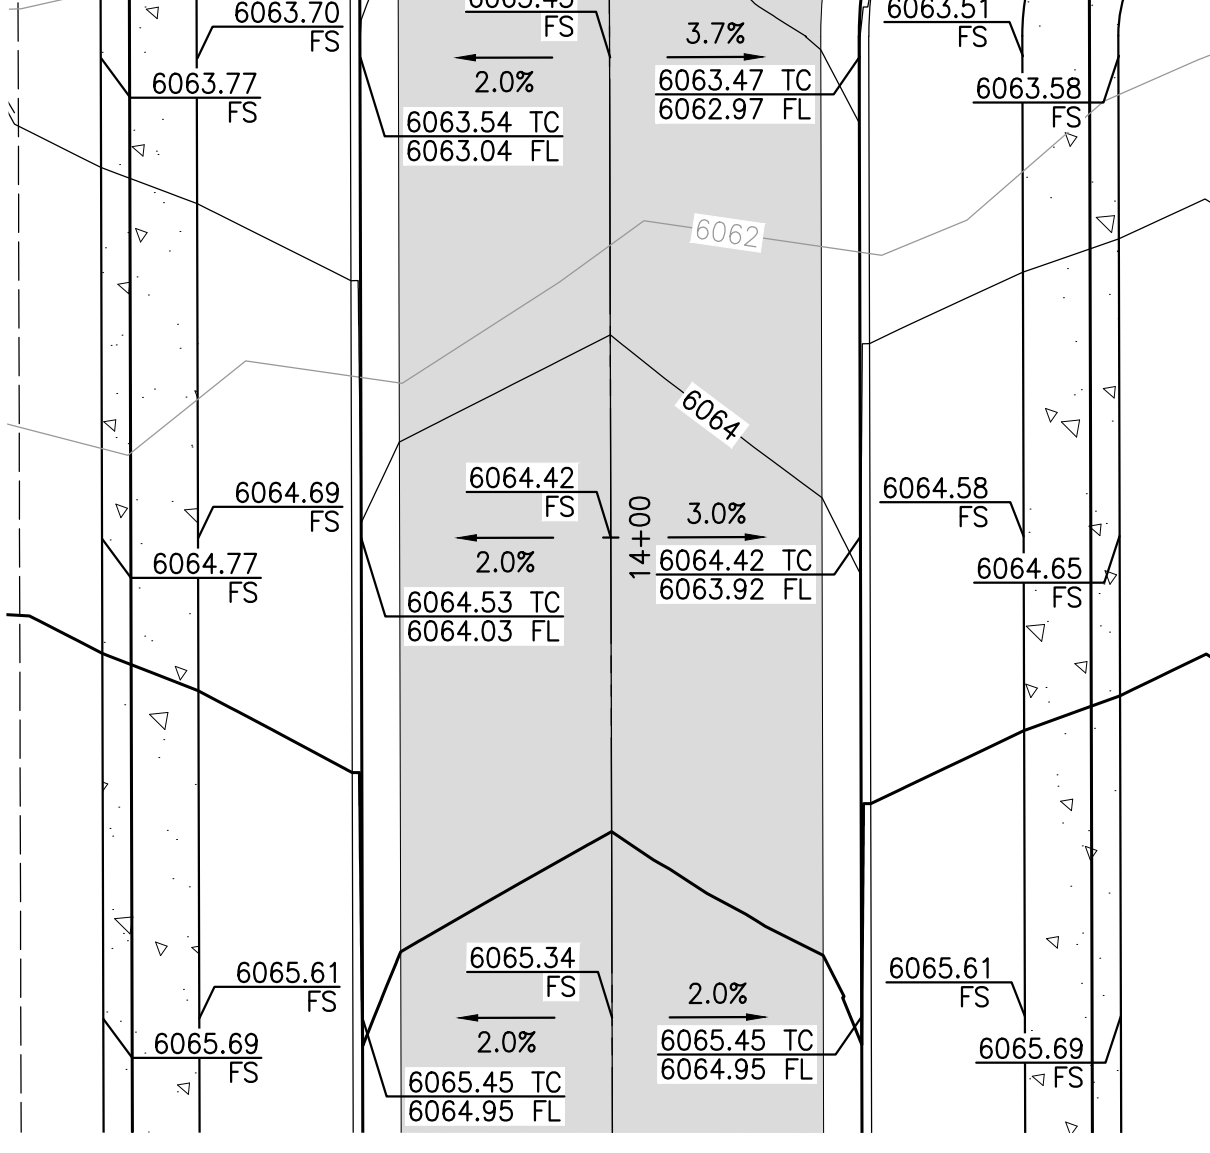 6063.70
FS
FS
3.7%
6063.51
FS
2.0%
6063.77
FS
6063.47 TC
6062.97 FL
6063.58
FS
6063.54 TC
6063.04 FL
6062
6064
6064.69
FS
6064.42
FS
14+00
3.0%
6064.58
FS
6064.77
FS
2.0%
6064.42 TC
6063.92 FL
6064.65
FS
6064.53 TC
6064.03 FL
6065.61
FS
6065.34
FS
2.0%
6065.61
FS
6065.69
FS
2.0%
6065.45 TC
6064.95 FL
6065.69
FS
6065.45 TC
6064.95 FL